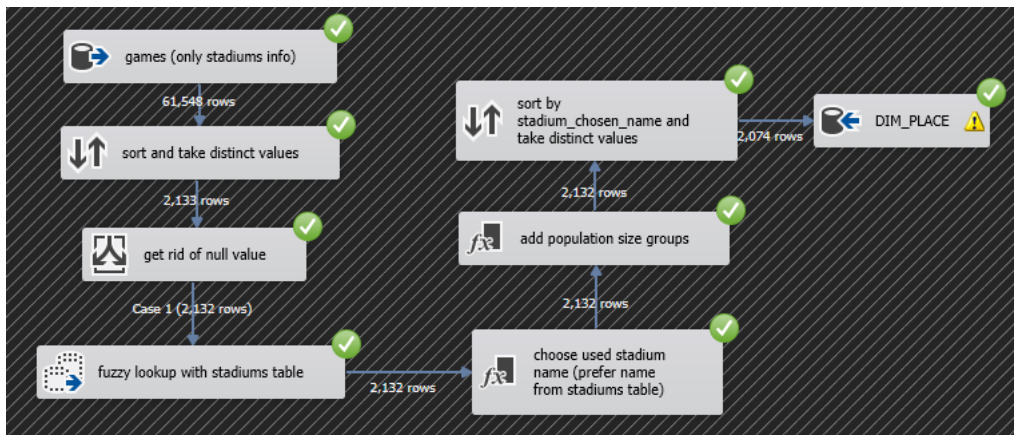 games (only stadiums info)
61,548 rows
sort and take distinct values
2,133 rows
get rid of null value
Case 1 (2,132 rows)
fuzzy lookup with stadiums table
2,132 rows
choose used stadium
name (prefer name
from stadiums table)
2,132 rows
fx
add population size groups
fx
2,132 rows
sort by
stadium_chosen_name and
take distinct values
2,074 rows
DIM_PLACE